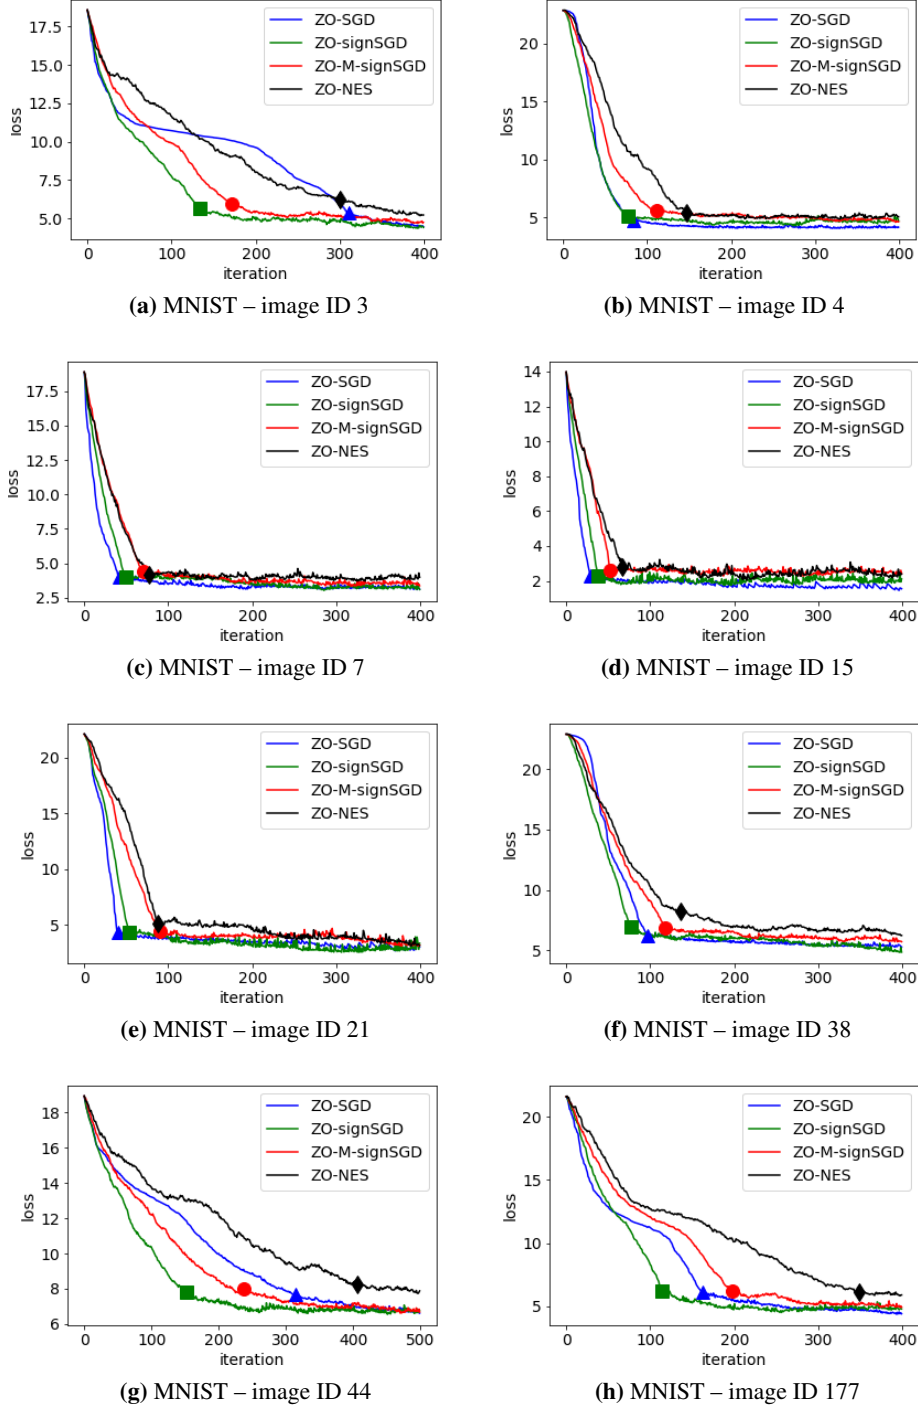 17.5
15.0
12.5
10.0
7.5
5.0
loss
0
100
200
300
400
iteration
ZO-SGD
ZO-signSGD
ZO-M-signSGD
ZO-NES
(a) MNIST – image ID 3
20
15
10
5
loss
0
100
200
300
400
iteration
ZO-SGD
ZO-signSGD
ZO-M-signSGD
ZO-NES
(b) MNIST – image ID 4
17.5
15.0
12.5
10.0
7.5
5.0
2.5
loss
0
100
200
300
400
iteration
ZO-SGD
ZO-signSGD
ZO-M-signSGD
ZO-NES
(c) MNIST – image ID 7
14
12
10
8
6
4
2
loss
0
100
200
300
400
iteration
ZO-SGD
ZO-signSGD
ZO-M-signSGD
ZO-NES
(d) MNIST – image ID 15
20
15
10
5
loss
0
100
200
300
400
iteration
ZO-SGD
ZO-signSGD
ZO-M-signSGD
ZO-NES
(e) MNIST – image ID 21
20
15
10
5
loss
0
100
200
300
400
iteration
ZO-SGD
ZO-signSGD
ZO-M-signSGD
ZO-NES
(f) MNIST – image ID 38
18
16
14
12
10
8
6
loss
0
100
200
300
400
500
iteration
ZO-SGD
ZO-signSGD
ZO-M-signSGD
ZO-NES
(g) MNIST – image ID 44
20
15
10
5
loss
0
100
200
300
400
iteration
ZO-SGD
ZO-signSGD
ZO-M-signSGD
ZO-NES
(h) MNIST – image ID 177